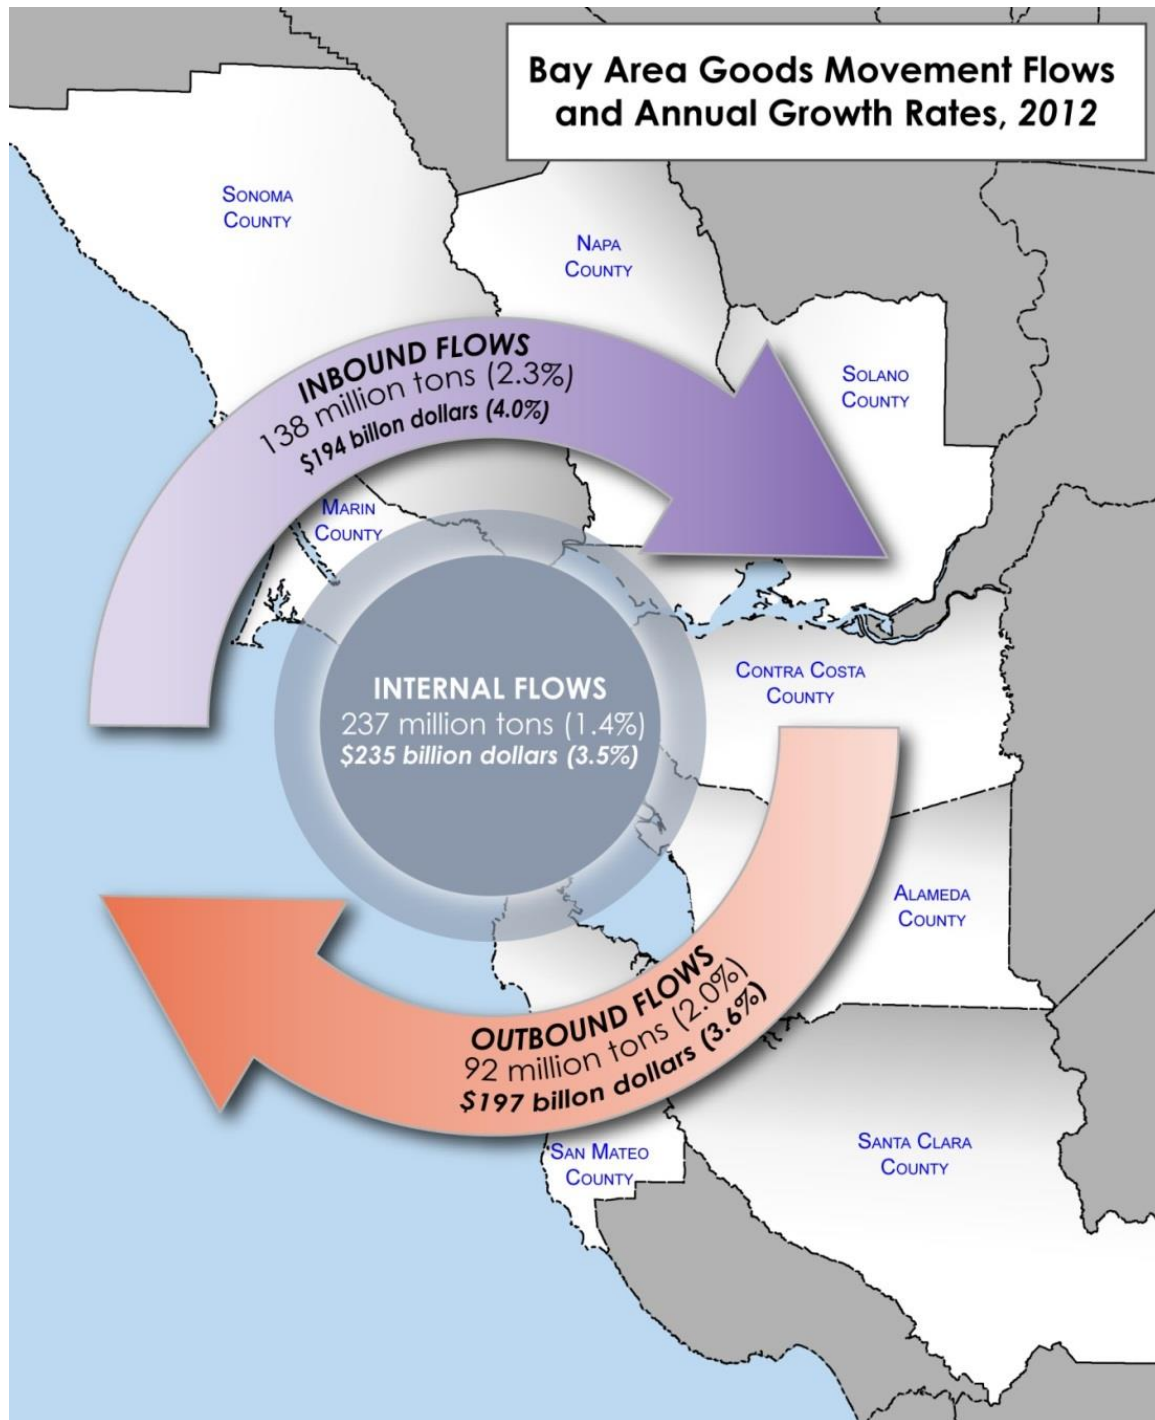 Bay Area Goods Movement Flows
and Annual Growth Rates, 2012
SONOMA
COUNTY
NAPA
COUNTY
SOLANO
COUNTY
INBOUND FLOWS
138 million tons (2.3%)
$194 billon dollars (4.0%)
MARIN
COUNTY
INTERNAL FLOWS
237 million tons (1.4%)
$235 billion dollars (3.5%)
CONTRA COSTA
COUNTY
ALAMEDA
COUNTY
OUTBOUND FLOWS
92 million tons (2.0%)
$197 billon dollars (3.6%)
SAN MATEO
COUNTY
SANTA CLARA
COUNTY